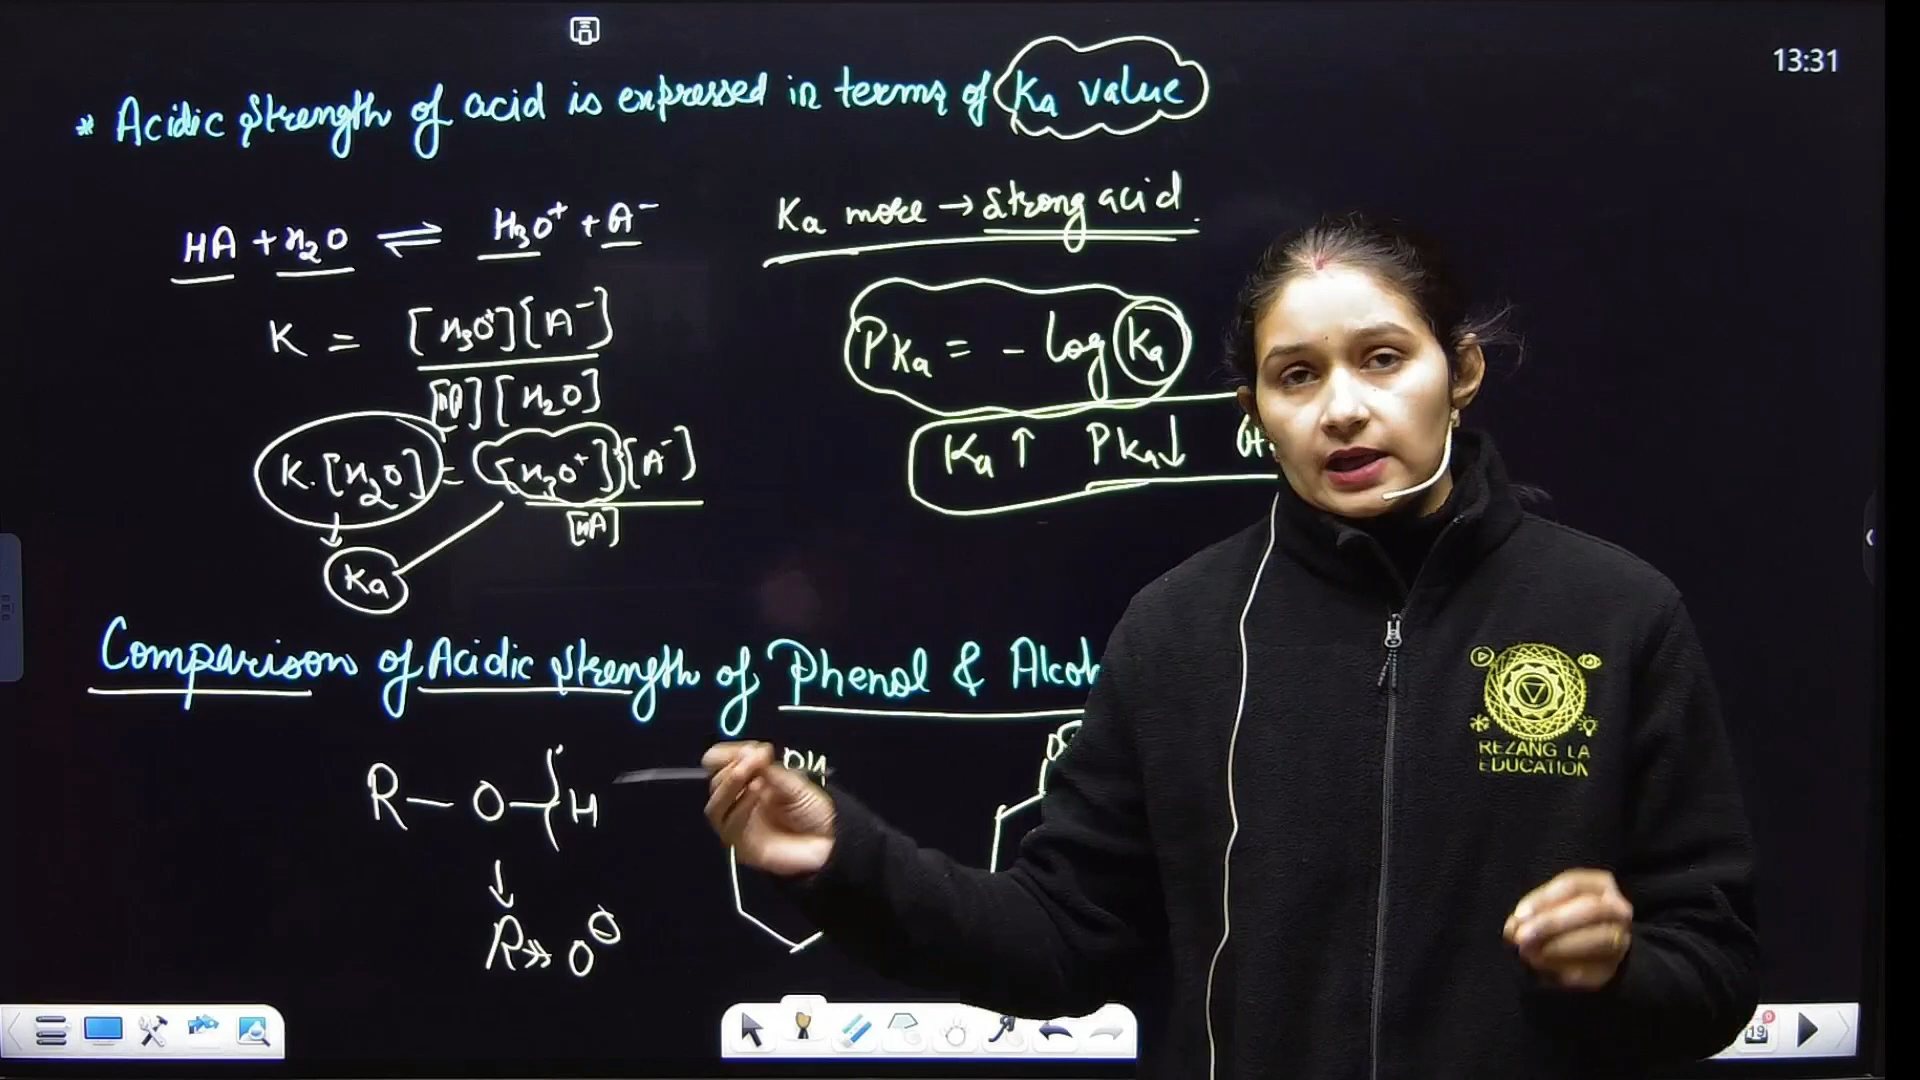 13:31
* Acidic Strength of acid is expressed in terms of Ka value
HA + H₂O ⇌ H₃O⁺ + A⁻
Ka more → Strong acid.
K = [H₃O⁺][A⁻]
[HA][H₂O]
PKa = - log Ka
K.[H₂O] = [H₃O⁺][A⁻]
[HA]
Ka ↑ PKa ↓
Ka
Comparison of Acidic Strength of Phenol &
R - O - H
OH
↓
R O⊖
REZANG LA
EDUCATION
19